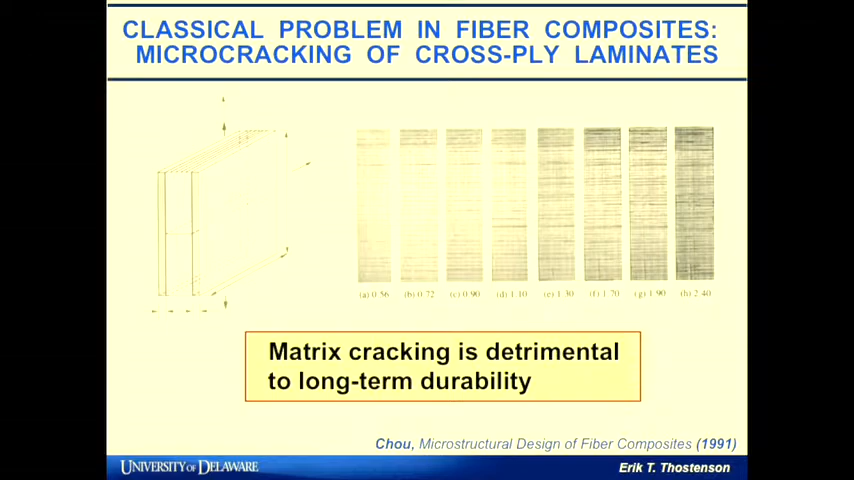 CLASSICAL PROBLEM IN FIBER COMPOSITES:
MICROCRACKING OF CROSS-PLY LAMINATES
(a) 0.56 (b) 0.72 (c) 0.90 (d) 1.10 (e) 1.30 (f) 1.70 (g) 1.90 (h) 2.40
Matrix cracking is detrimental
to long-term durability
Chou, Microstructural Design of Fiber Composites (1991)
UNIVERSITY OF DELAWARE
Erik T. Thostenson